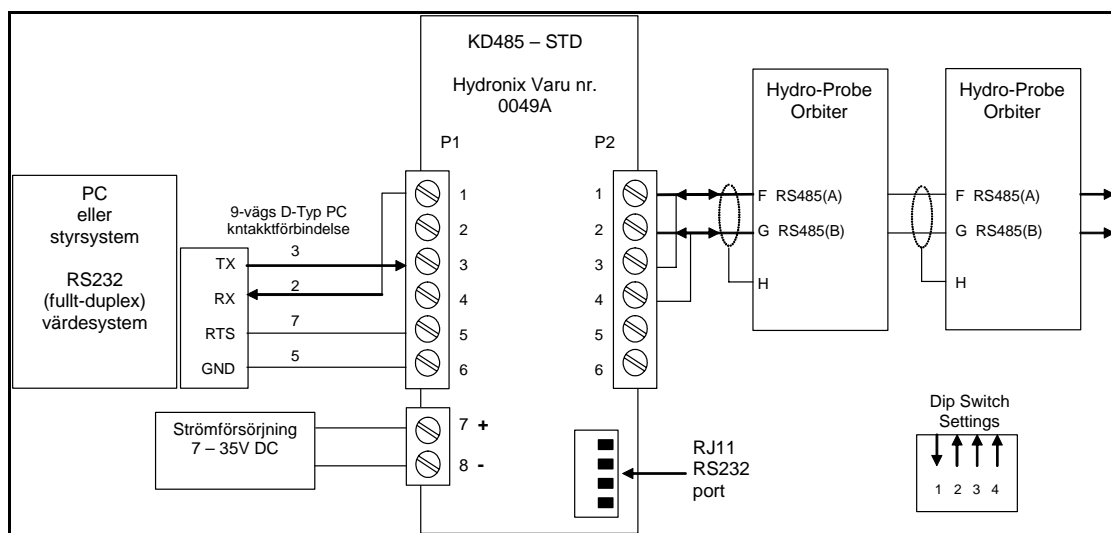 KD485 – STD
Hydronix Varu nr.
0049A
P1
P2
1
2
3
4
5
6
7 +
8 -
1
2
3
4
5
6
PC
eller
styrsystem
RS232
(fullt-duplex)
värdesystem
9-vägs D-Typ PC
kntakktförbindelse
TX
3
RX
2
RTS
7
GND
5
Strömförsörjning
7 – 35V DC
RJ11
RS232
port
Hydro-Probe
Orbiter
F RS485(A)
G RS485(B)
H
Hydro-Probe
Orbiter
F RS485(A)
G RS485(B)
H
Dip Switch
Settings
1 2 3 4